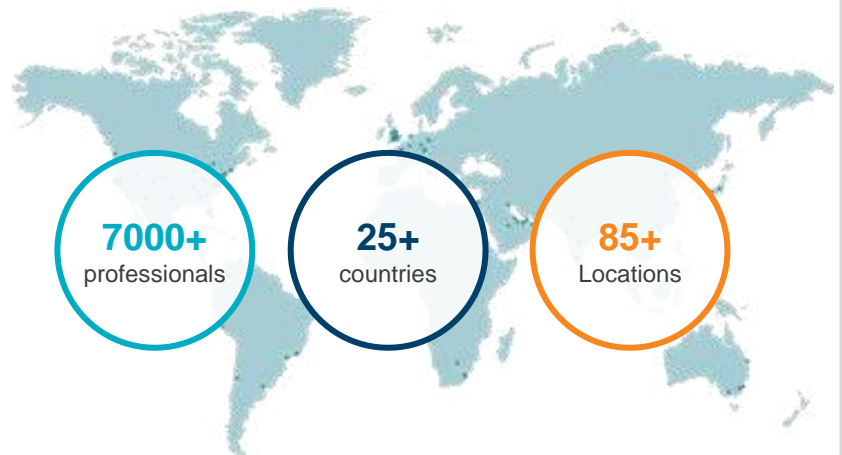 7000+
professionals
25+
countries
85+
Locations